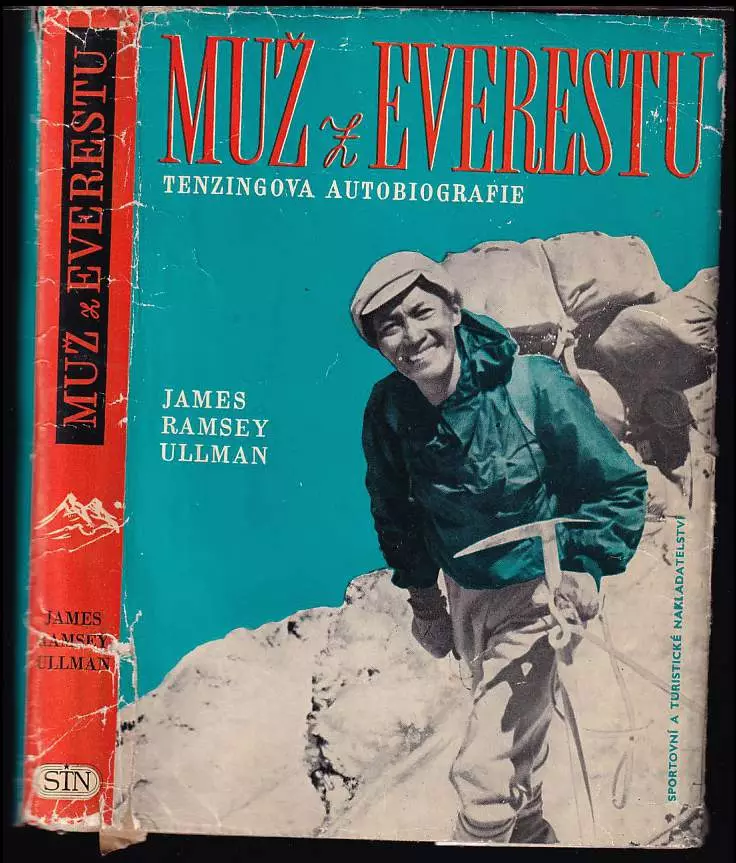 MUŽ z EVERESTU
JAMES
RAMSEY
ULLMAN
STN
MUŽ z EVERESTU
TENZINGOVA AUTOBIOGRAFIE
JAMES
RAMSEY
ULLMAN
SPORTOVNÍ A TURISTICKÉ NAKLADATELSTVÍ